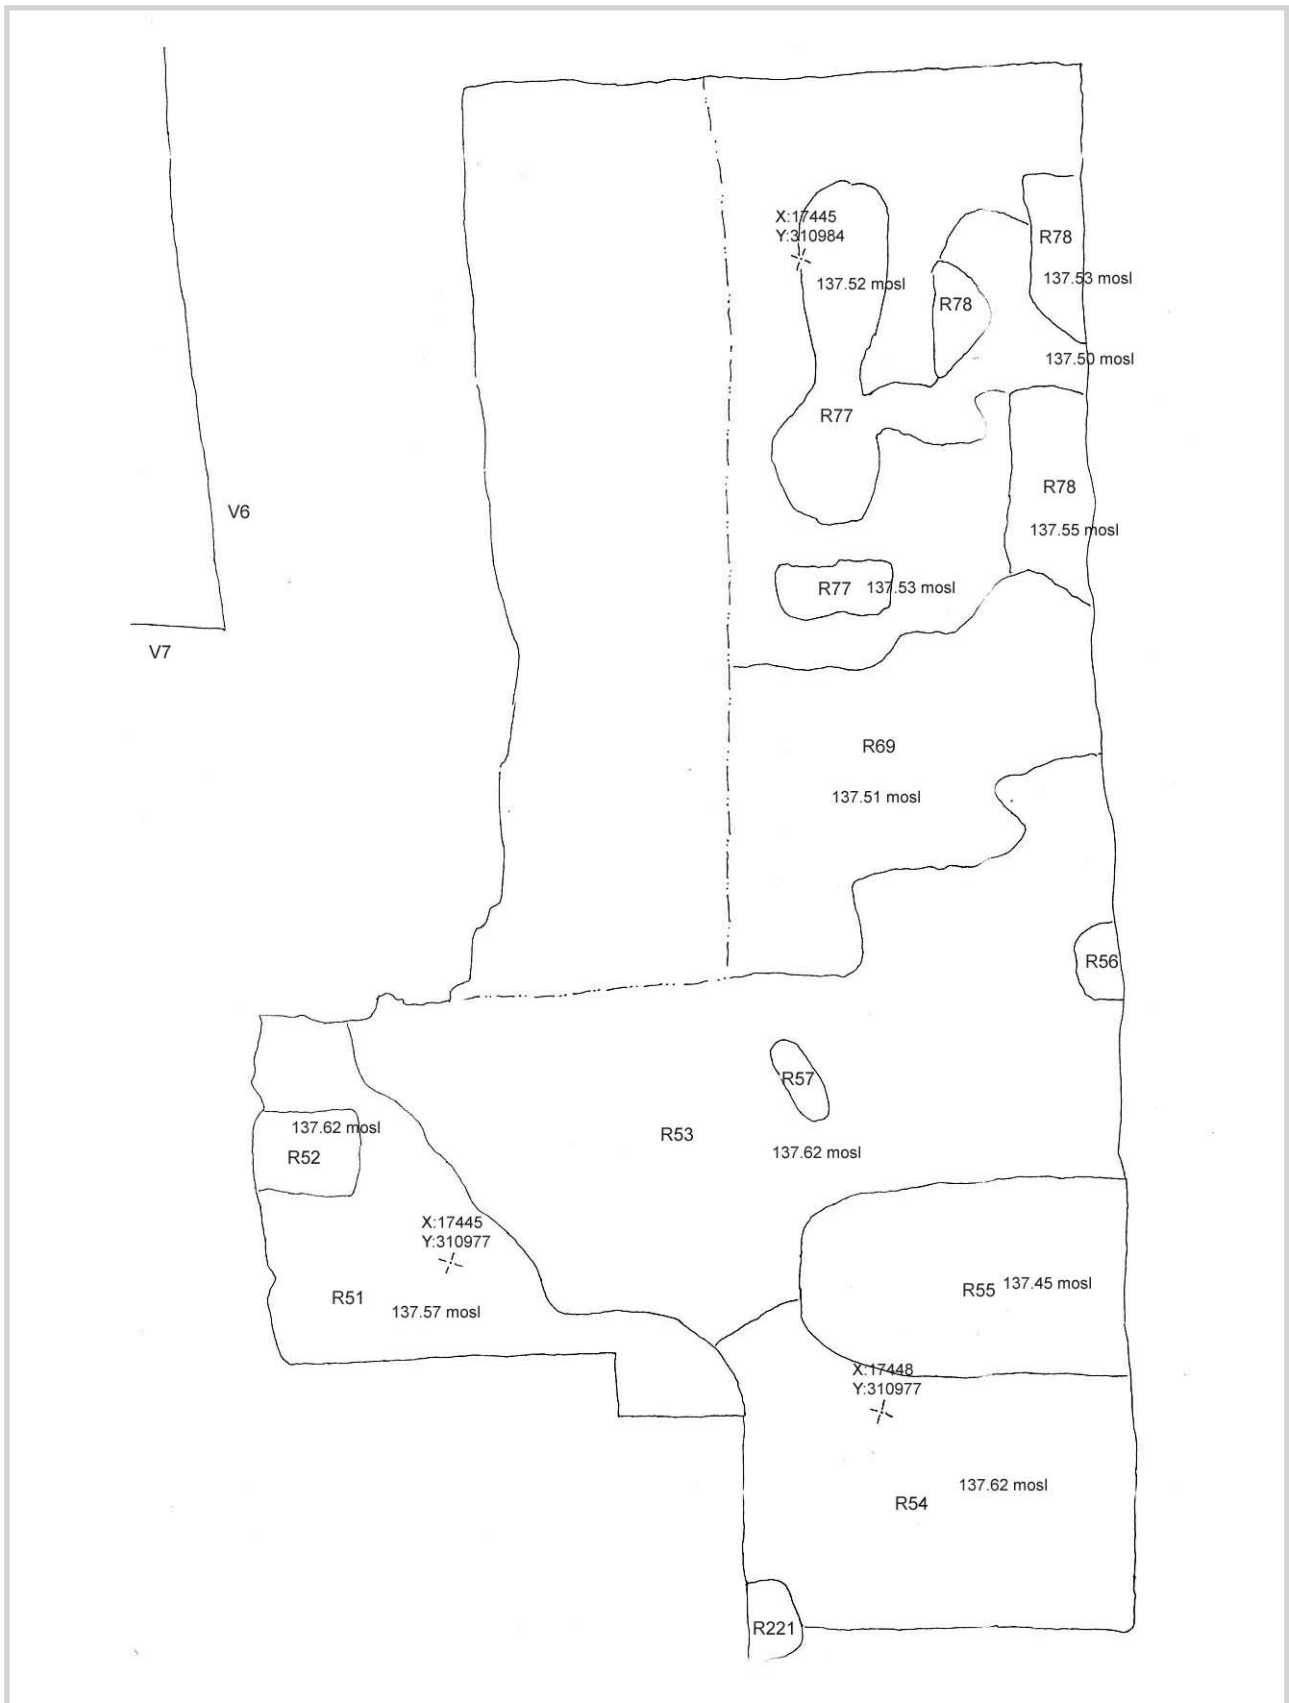 X:17445
Y:310984
R78
137.53 mosl
137.52 mosl
R78
137.50 mosl
R77
R78
V6
137.55 mosl
R77 137.53 mosl
V7
R69
137.51 mosl
R56
R57
137.62 mosl
R53
R52
137.62 mosl
X:17445
Y:310977
R55 137.45 mosl
R51
137.57 mosl
X:17448
Y:310977
137.62 mosl
R54
R221